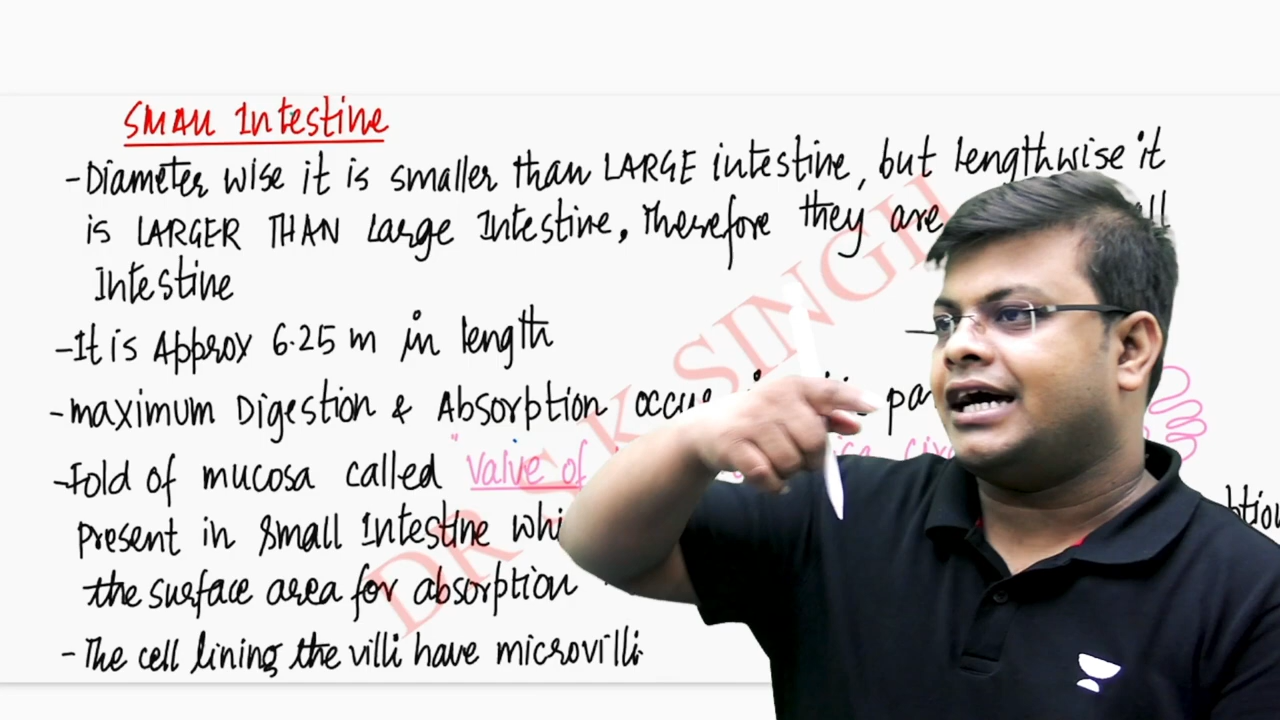 Small Intestine
-Diameter wise it is smaller than LARGE intestine, but lengthwise it
is LARGER THAN Large Intestine, Therefore they are
Intestine
-It is Approx 6.25 m in length
-maximum Digestion & Absorption
-Fold of mucosa called "Valve of
present in small Intestine
the surface area for absorption
-The cell lining the villi have microvilli
DR S K SINGH